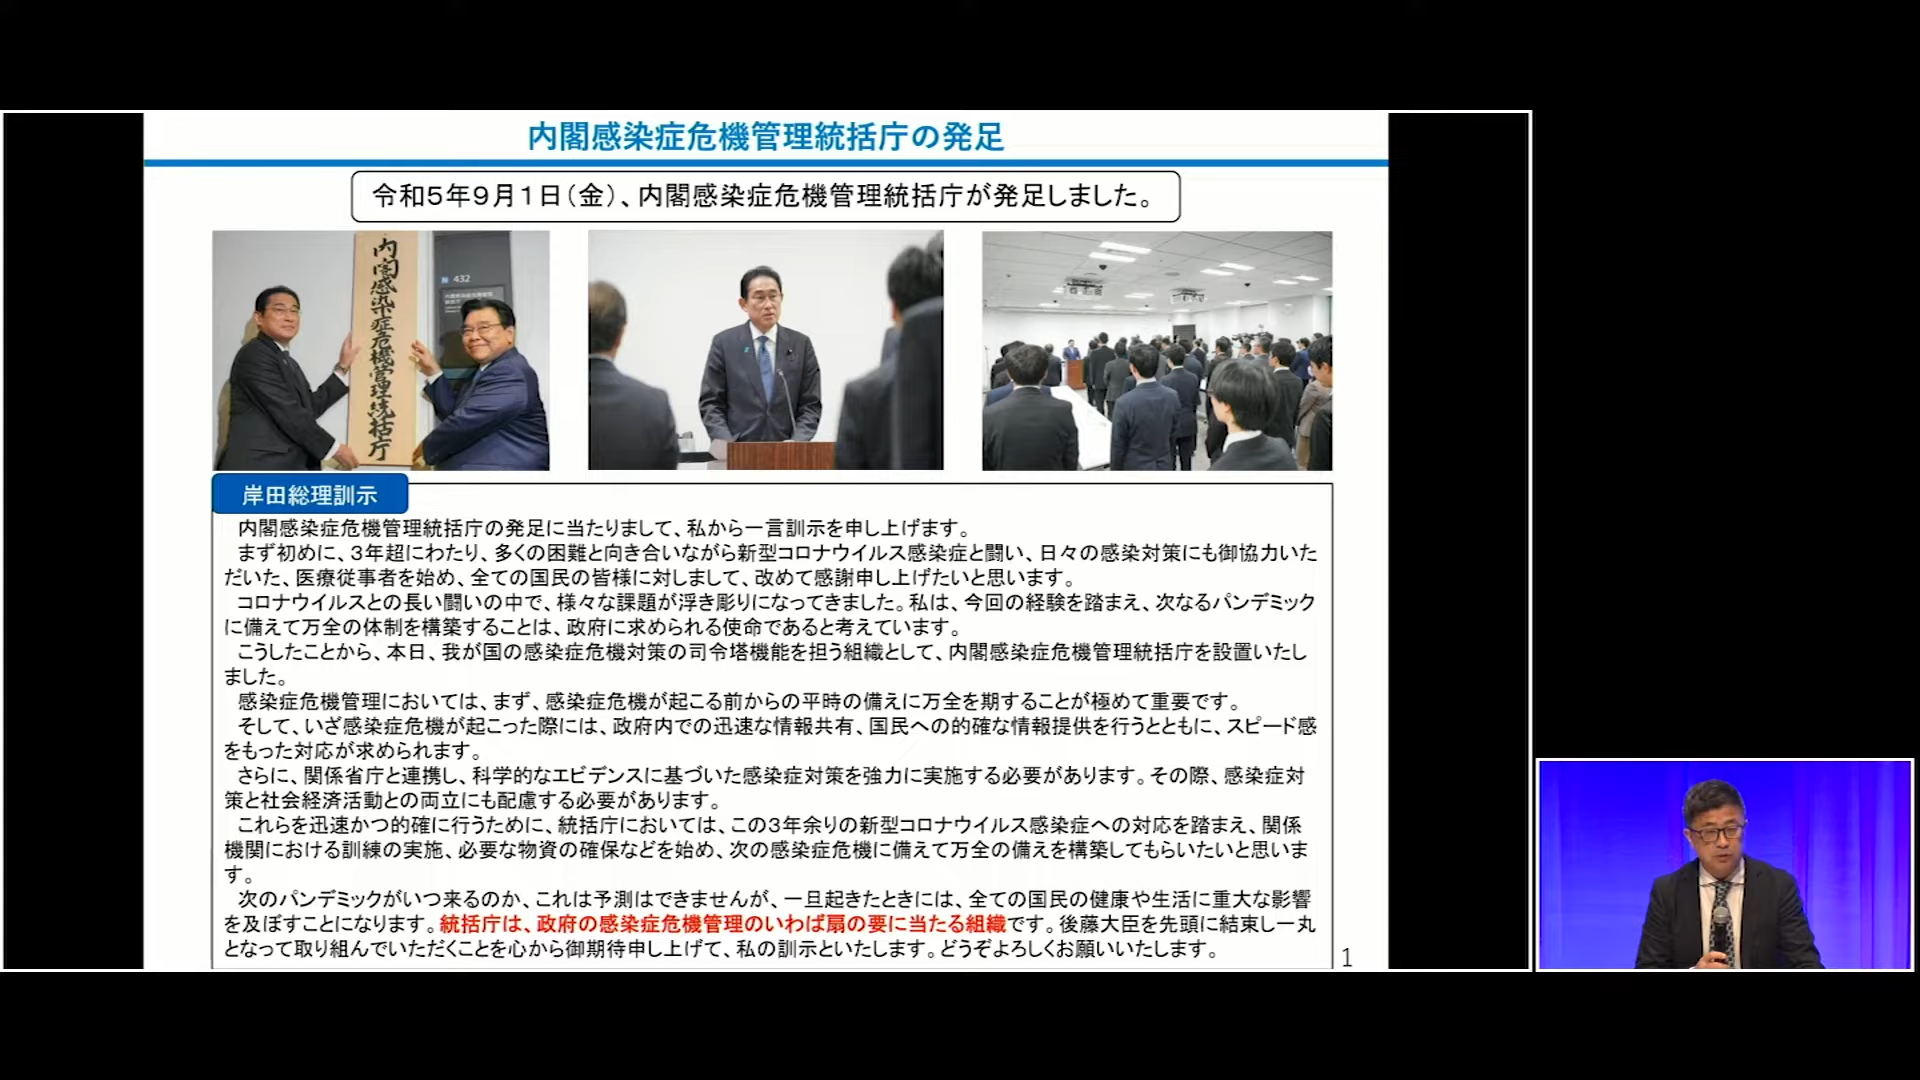 内閣感染症危機管理統括庁の発足
令和5年9月1日(金)、内閣感染症危機管理統括庁が発足しました。
内閣感染症危機管理統括庁
432
岸田総理訓示
内閣感染症危機管理統括庁の発足に当たりまして、私から一言訓示を申し上げます。
まず初めに、3年超にわたり、多くの困難と向き合いながら新型コロナウイルス感染症と闘い、日々の感染対策にも御協力いた
だいた、医療従事者を始め、全ての国民の皆様に対しまして、改めて感謝申し上げたいと思います。
コロナウイルスとの長い闘いの中で、様々な課題が浮き彫りになってきました。私は、今回の経験を踏まえ、次なるパンデミック
に備えて万全の体制を構築することは、政府に求められる使命であると考えています。
こうしたことから、本日、我が国の感染症危機対策の司令塔機能を担う組織として、内閣感染症危機管理統括庁を設置いたし
ました。
感染症危機管理においては、まず、感染症危機が起こる前からの平時の備えに万全を期することが極めて重要です。
そして、いざ感染症危機が起こった際には、政府内での迅速な情報共有、国民への的確な情報提供を行うとともに、スピード感
をもった対応が求められます。
さらに、関係省庁と連携し、科学的なエビデンスに基づいた感染症対策を強力に実施する必要があります。その際、感染症対
策と社会経済活動との両立にも配慮する必要があります。
これらを迅速かつ的確に行うために、統括庁においては、この3年余りの新型コロナウイルス感染症への対応を踏まえ、関係
機関における訓練の実施、必要な物資の確保などを始め、次の感染症危機に備えて万全の備えを構築してもらいたいと思いま
す。
次のパンデミックがいつ来るのか、これは予測はできませんが、一旦起きたときには、全ての国民の健康や生活に重大な影響
を及ぼすことになります。統括庁は、政府の感染症危機管理のいわば扇の要に当たる組織です。後藤大臣を先頭に結束し一丸
となって取り組んでいただくことを心から御期待申し上げて、私の訓示といたします。どうぞよろしくお願いいたします。
1